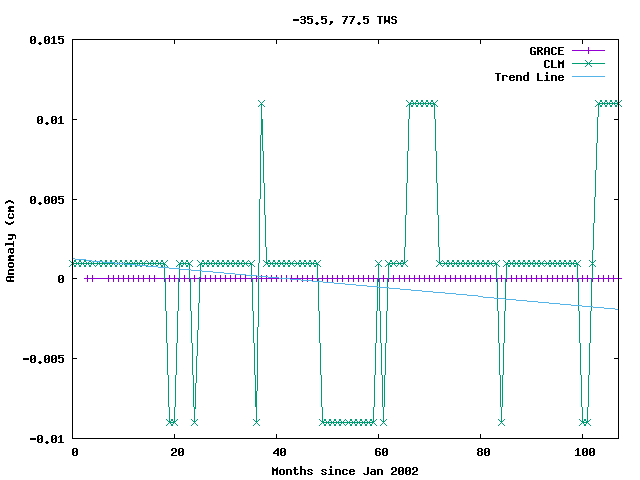 -35.5, 77.5 TWS
0.015
0.01
0.005
0
-0.005
-0.01
Anomaly (cm)
GRACE
CLM
Trend Line
0 20 40 60 80 100
Months since Jan 2002